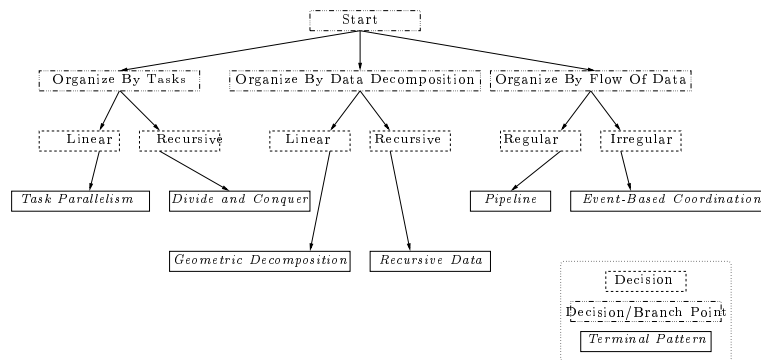 Start
Organize By Tasks
Organize By Data Decomposition
Organize By Flow Of Data
Linear
Recursive
Linear
Recursive
Regular
Irregular
Task Parallelism
Divide and Conquer
Pipeline
Event-Based Coordination
Geometric Decomposition
Recursive Data
Decision
Decision/Branch Point
Terminal Pattern